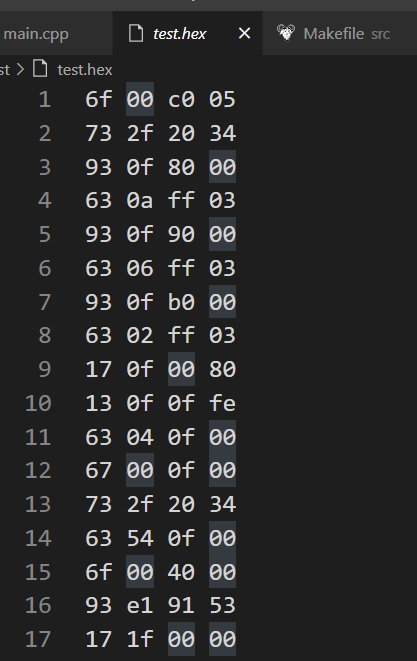 main.cpp test.hex × Makefile src
st > test.hex
1 6f 00 c0 05
2 73 2f 20 34
3 93 0f 80 00
4 63 0a ff 03
5 93 0f 90 00
6 63 06 ff 03
7 93 0f b0 00
8 63 02 ff 03
9 17 0f 00 80
10 13 0f 0f fe
11 63 04 0f 00
12 67 00 0f 00
13 73 2f 20 34
14 63 54 0f 00
15 6f 00 40 00
16 93 e1 91 53
17 17 1f 00 00